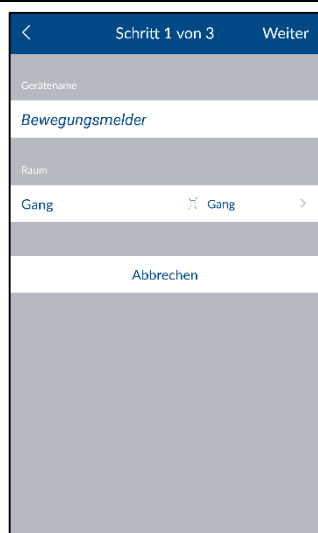 Schritt 1 von 3 Weiter
Gerätename
Bewegungsmelder
Raum
Gang Gang
Abbrechen